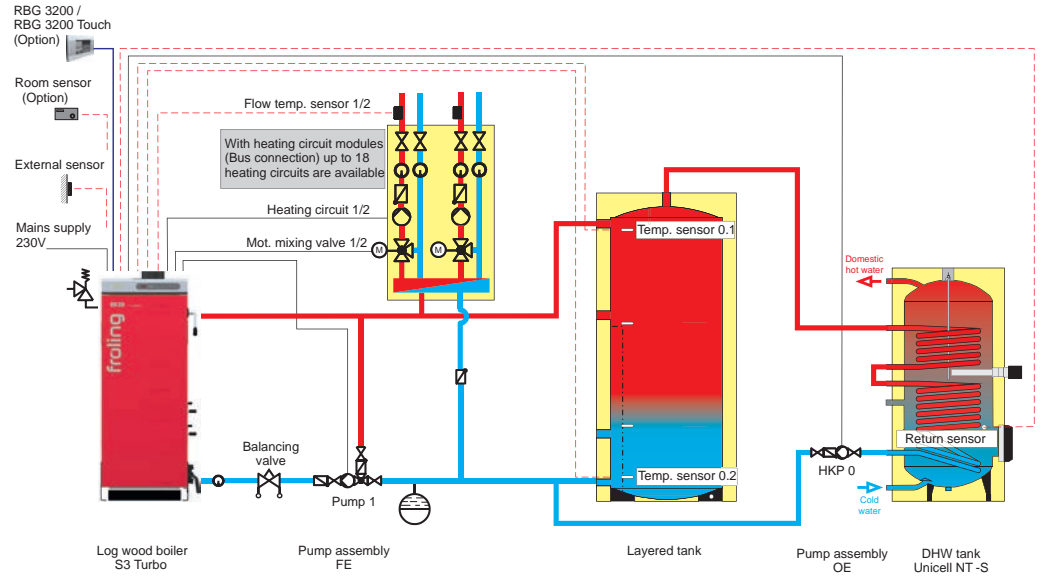 RBG 3200 /
RBG 3200 Touch
(Option)
Room sensor
(Option)
External sensor
Mains supply
230V
Flow temp. sensor 1/2
With heating circuit modules
(Bus connection) up to 18
heating circuits are available
Heating circuit 1/2
Mot. mixing valve 1/2
M
M
froling
Balancing
valve
Pump 1
Temp. sensor 0.1
Temp. sensor 0.2
Domestic
hot water
Return sensor
HKP 0
Cold
water
Log wood boiler
S3 Turbo
Pump assembly
FE
Layered tank
Pump assembly
OE
DHW tank
Unicell NT -S